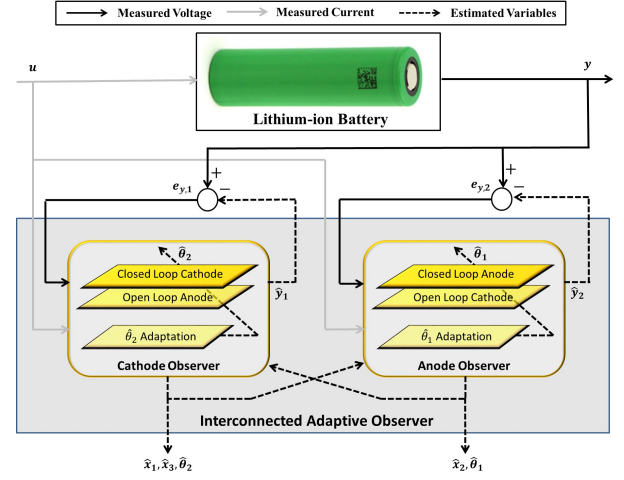 Measured Voltage Measured Current Estimated Variables
u y
Lithium-ion Battery
+ +
e_{y,1} − e_{y,2} −
θ̂₂ θ̂₁
Closed Loop Cathode Closed Loop Anode
Open Loop Anode ŷ₁ Open Loop Cathode ŷ₂
θ̂₂ Adaptation θ̂₁ Adaptation
Cathode Observer Anode Observer
Interconnected Adaptive Observer
x̂₁, x̂₃, θ̂₂ x̂₂, θ̂₁